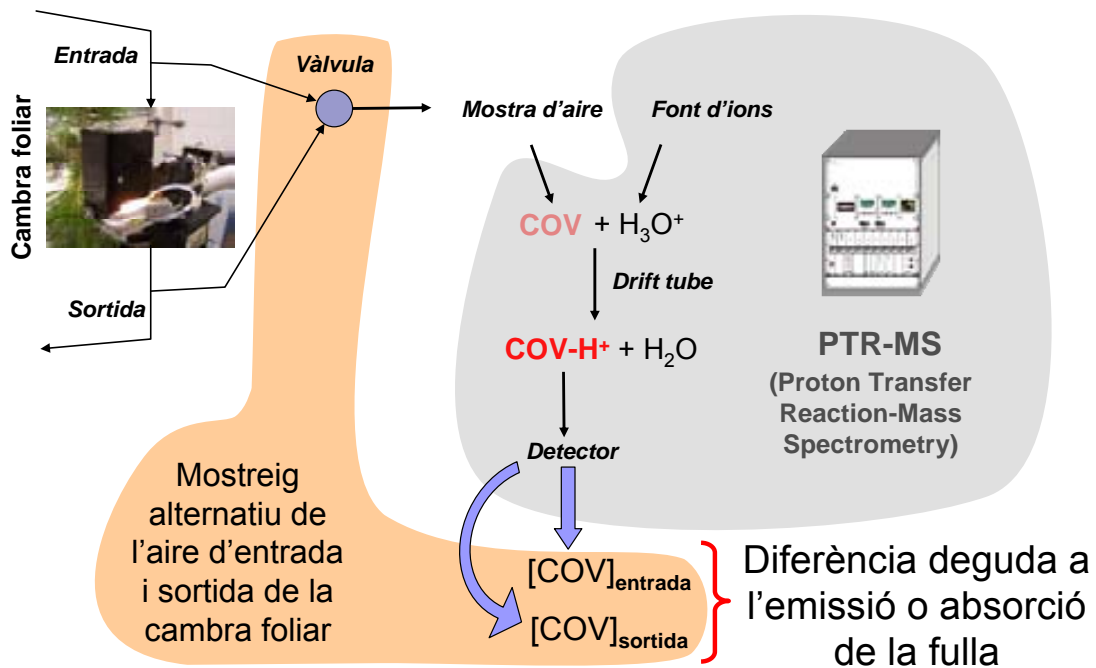 Entrada
Vàlvula
Cambra foliar
Sortida
Mostra d'aire
Font d'ions
COV + H₃O⁺
Drift tube
COV-H⁺ + H₂O
Detector
PTR-MS
(Proton Transfer
Reaction-Mass
Spectrometry)
Mostreig
alternatiu de
l'aire d'entrada
i sortida de la
cambra foliar
[COV]entrada
[COV]sortida
Diferència deguda a
l'emissió o absorció
de la fulla